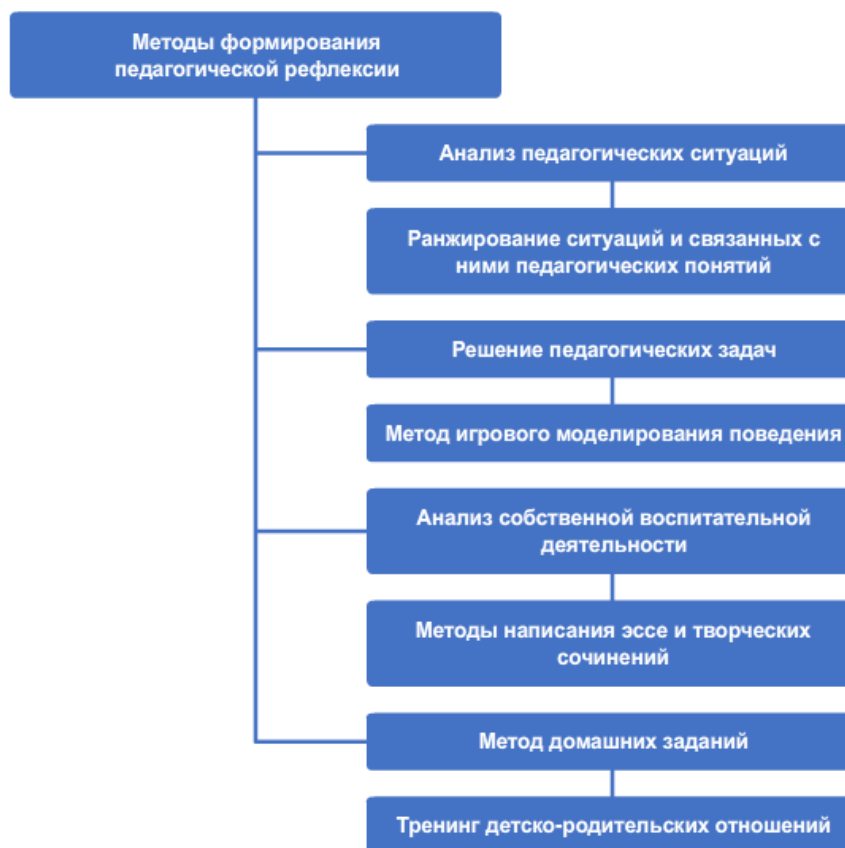 Методы формирования
педагогической рефлексии
Анализ педагогических ситуаций
Ранжирование ситуаций и связанных с
ними педагогических понятий
Решение педагогических задач
Метод игрового моделирования поведения
Анализ собственной воспитательной
деятельности
Методы написания эссе и творческих
сочинений
Метод домашних заданий
Тренинг детско-родительских отношений